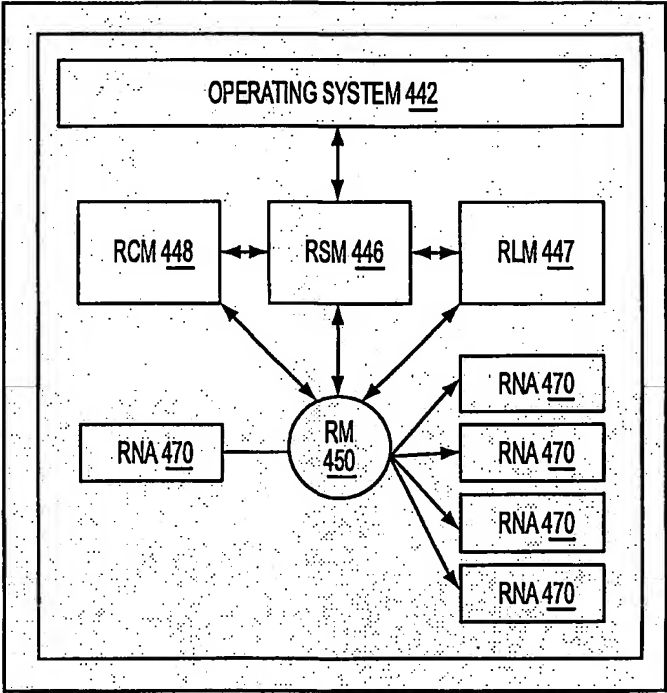 OPERATING SYSTEM 442
RCM 448
RSM 446
RLM 447
RNA 470
RM
450
RNA 470
RNA 470
RNA 470
RNA 470